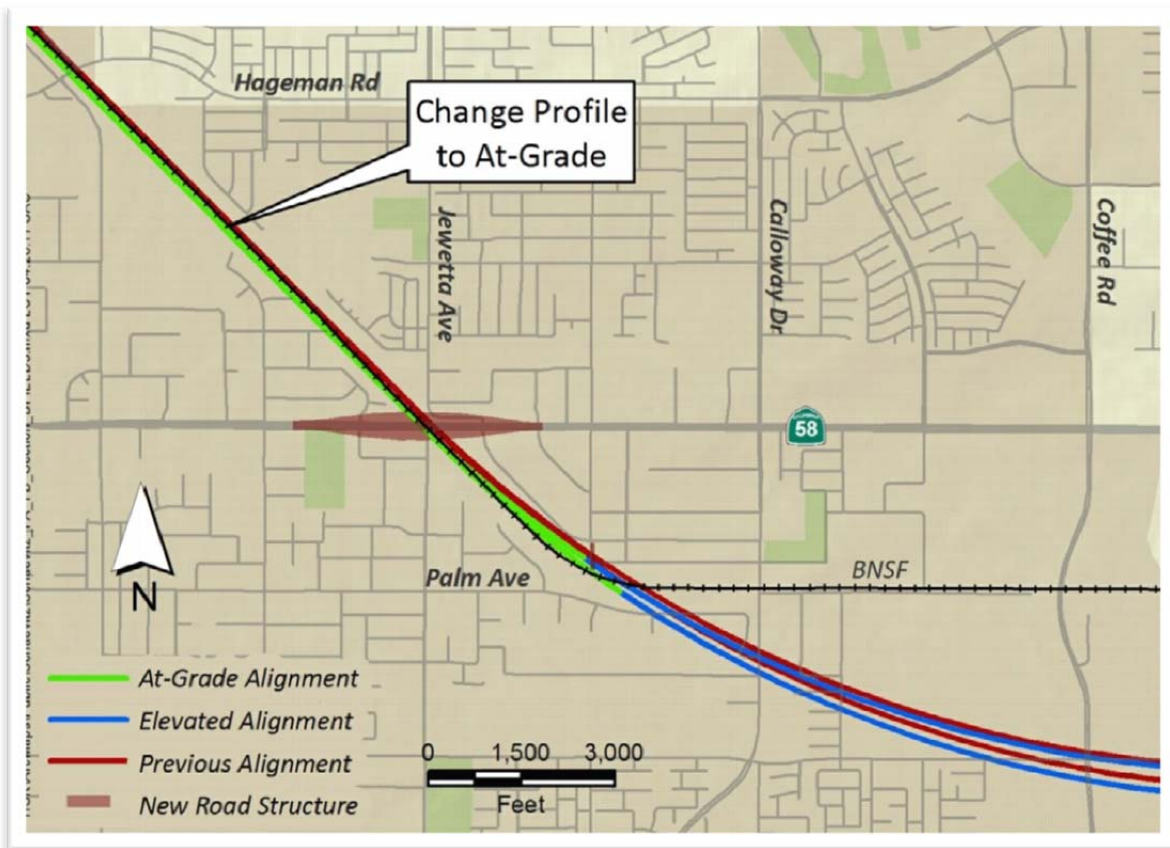 Hageman Rd
Change Profile
to At-Grade
Jewetta Ave
Calloway Dr
Coffee Rd
58
Palm Ave
BNSF
N
At-Grade Alignment
Elevated Alignment
Previous Alignment
New Road Structure
0 1,500 3,000
Feet